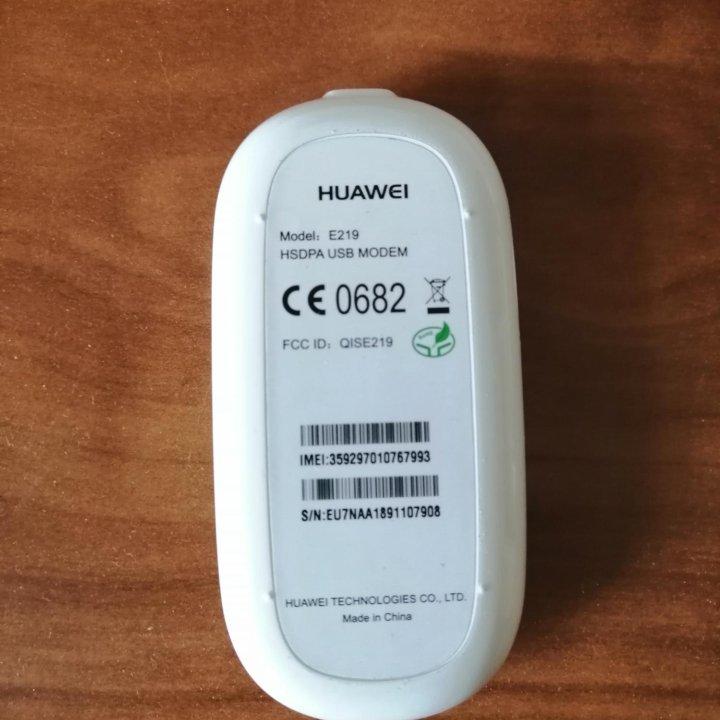 HUAWEI
Model: E219
HSDPA USB MODEM
CE 0682
FCC ID: QISE219
IMEI:359297010767993
S/N:EU7NAA1891107908
HUAWEI TECHNOLOGIES CO., LTD.
Made in China